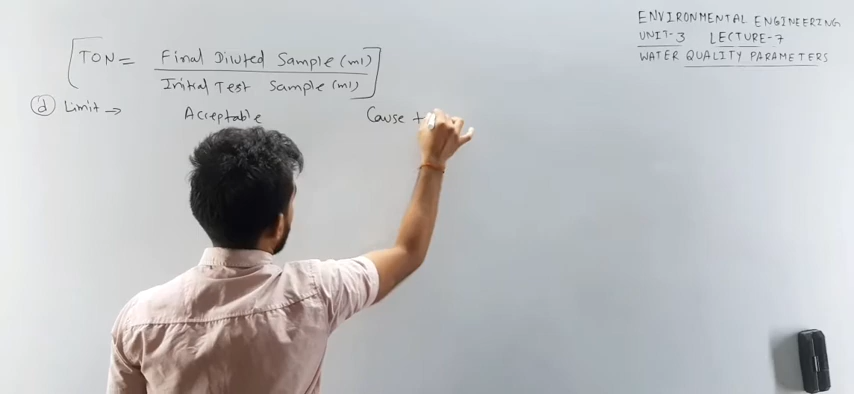 ENVIRONMENTAL ENGINEERING
UNIT-3 LECTURE-7
WATER QUALITY PARAMETERS
TON = Final Diluted Sample (ml)
Initial Test Sample (ml)
(d) Limit → Acceptable Cause